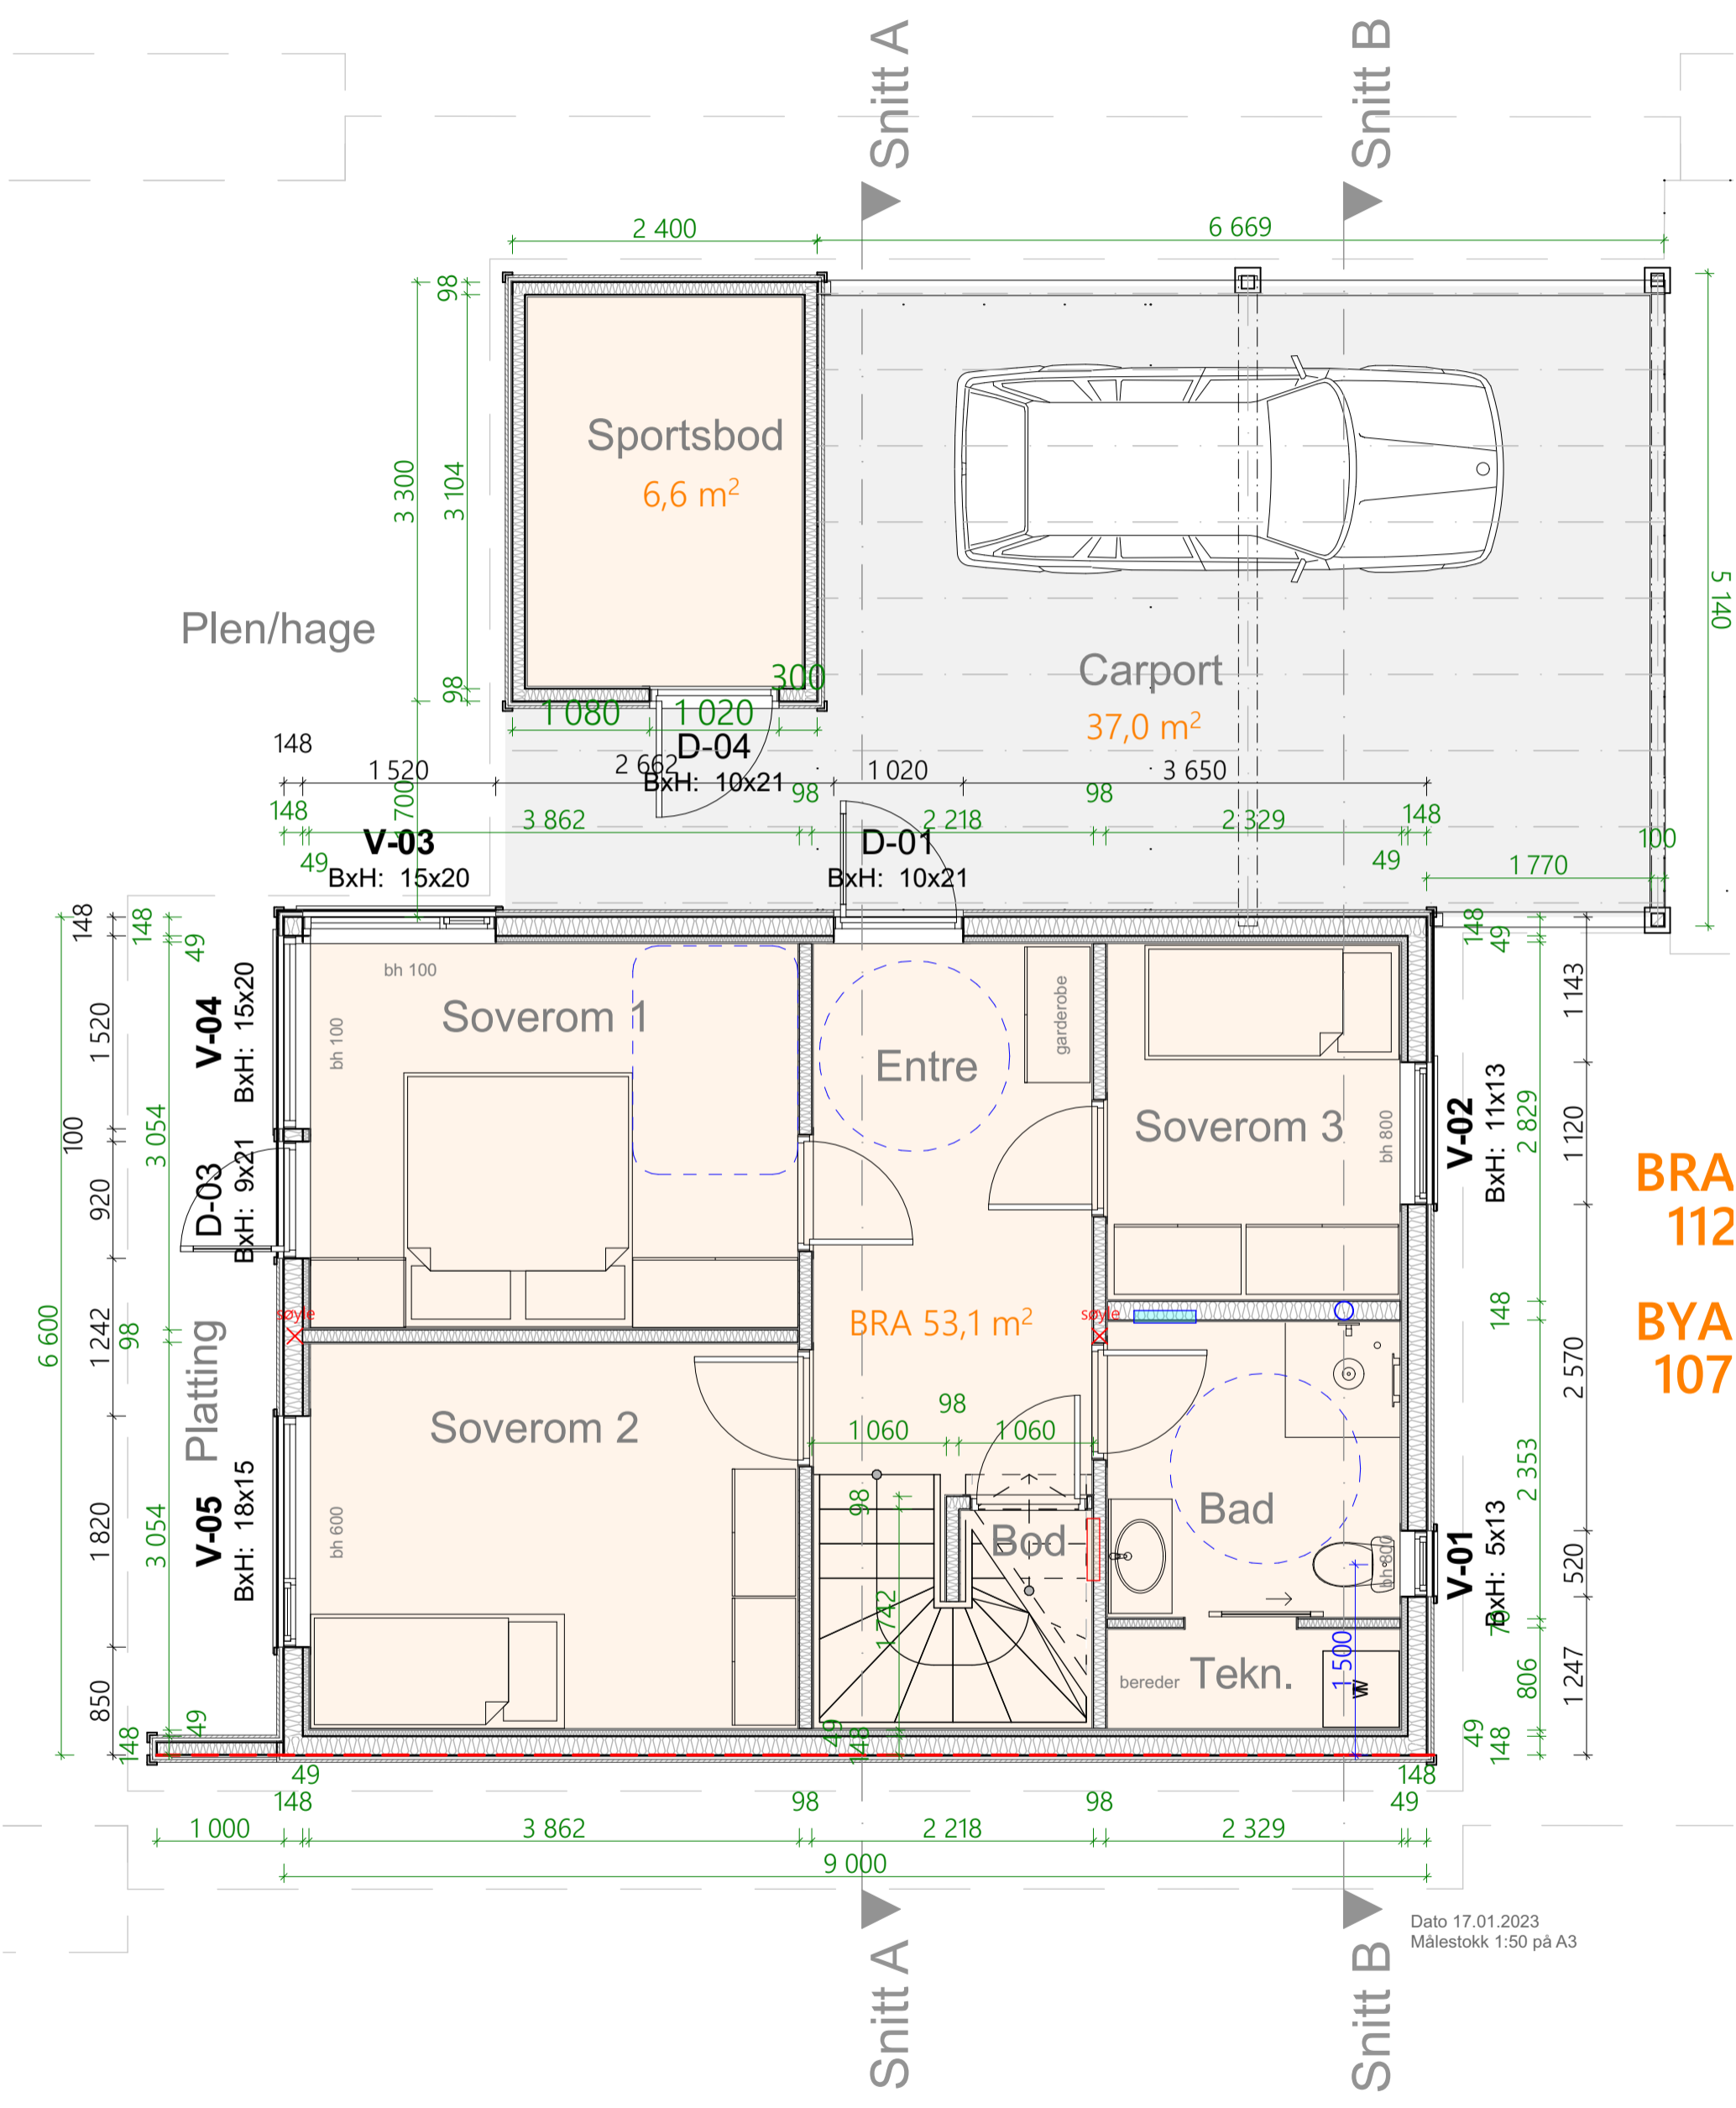 Snitt A
Snitt B
2 400
6 669
98
3 300
3 104
Sportsbod
6,6 m²
5 140
Plen/hage
Carport
37,0 m²
98
300
1 080
1 020
D-04
BxH: 10x21
148
1 520
2 662
1 020
3 650
1 700
98
98
148
3 862
2 218
2 329
148
V-03
BxH: 15x20
49
D-01
BxH: 10x21
49
1 770
100
148
148
49
148
49
bh 100
bh 100
Soverom 1
Entre
garderobe
Soverom 3
bh 800
V-04
BxH: 15x20
1 520
3 054
100
D-03
BxH: 9x21
920
1 143
V-02
BxH: 11x13
2 829
1 120
BRA
112
BYA
107
søyle
søyle
BRA 53,1 m²
1 242
98
6 600
Platting
148
2 570
Soverom 2
98
1 060
1 060
98
Bod
Bad
bh 800
2 353
V-05
BxH: 18x15
bh 600
1 820
3 054
V-01
BxH: 5x13
520
70
1 742
1 500
bereder
Tekn.
VV
806
1 247
850
148
49
49
148
49
148
49
148
98
98
148
49
1 000
3 862
2 218
2 329
9 000
Dato 17.01.2023
Målestokk 1:50 på A3
Snitt A
Snitt B